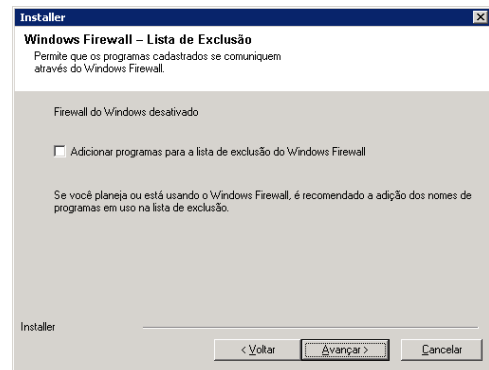 Installer
Windows Firewall – Lista de Exclusão
Permite que os programas cadastrados se comuniquem
através do Windows Firewall.
Firewall do Windows desativado
Adicionar programas para a lista de exclusão do Windows Firewall
Se você planeja ou está usando o Windows Firewall, é recomendado a adição dos nomes de
programas em uso na lista de exclusão.
Installer
< Voltar
Avançar >
Cancelar